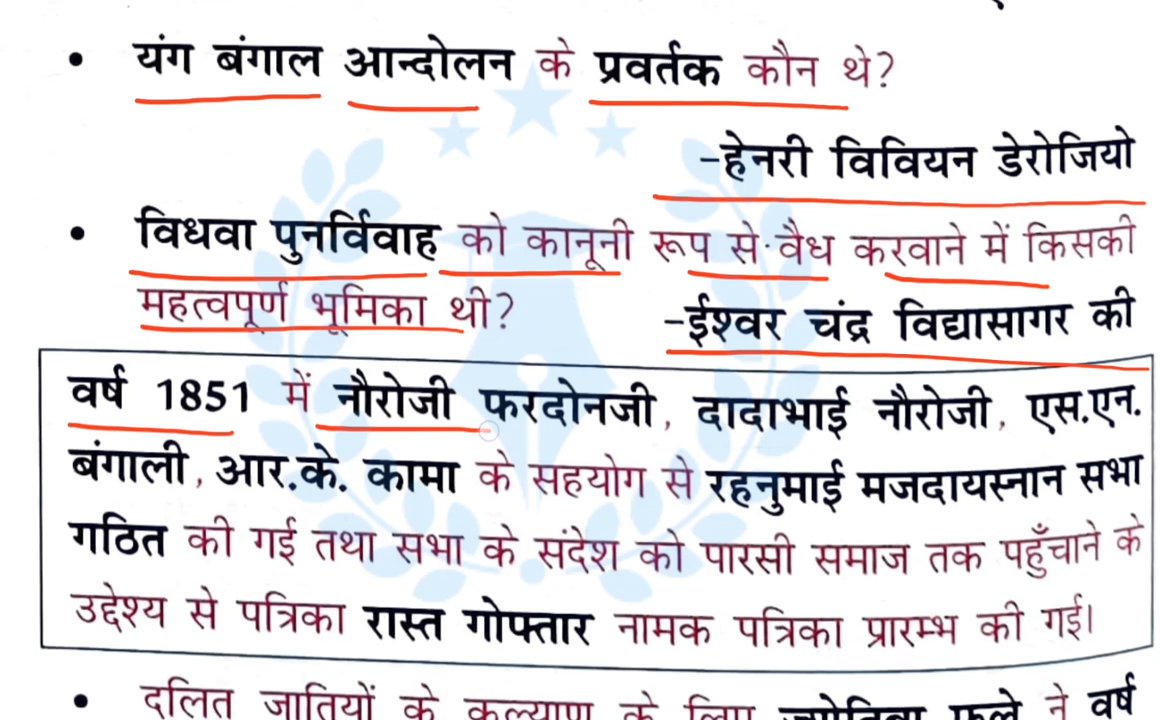 • यंग बंगाल आन्दोलन के प्रवर्तक कौन थे?
-हेनरी विवियन डेरोजियो
• विधवा पुनर्विवाह को कानूनी रूप से वैध करवाने में किसकी
महत्वपूर्ण भूमिका थी? -ईश्वर चंद्र विद्यासागर की
वर्ष 1851 में नौरोजी फरदोनजी, दादाभाई नौरोजी, एस.एन.
बंगाली, आर.के. कामा के सहयोग से रहनुमाई मजदायस्नान सभा
गठित की गई तथा सभा के संदेश को पारसी समाज तक पहुँचाने के
उद्देश्य से पत्रिका रास्त गोफ्तार नामक पत्रिका प्रारम्भ की गई।
• दलित जातियों के कल्याण के लिए ज्योतिबा फूले ने वर्ष